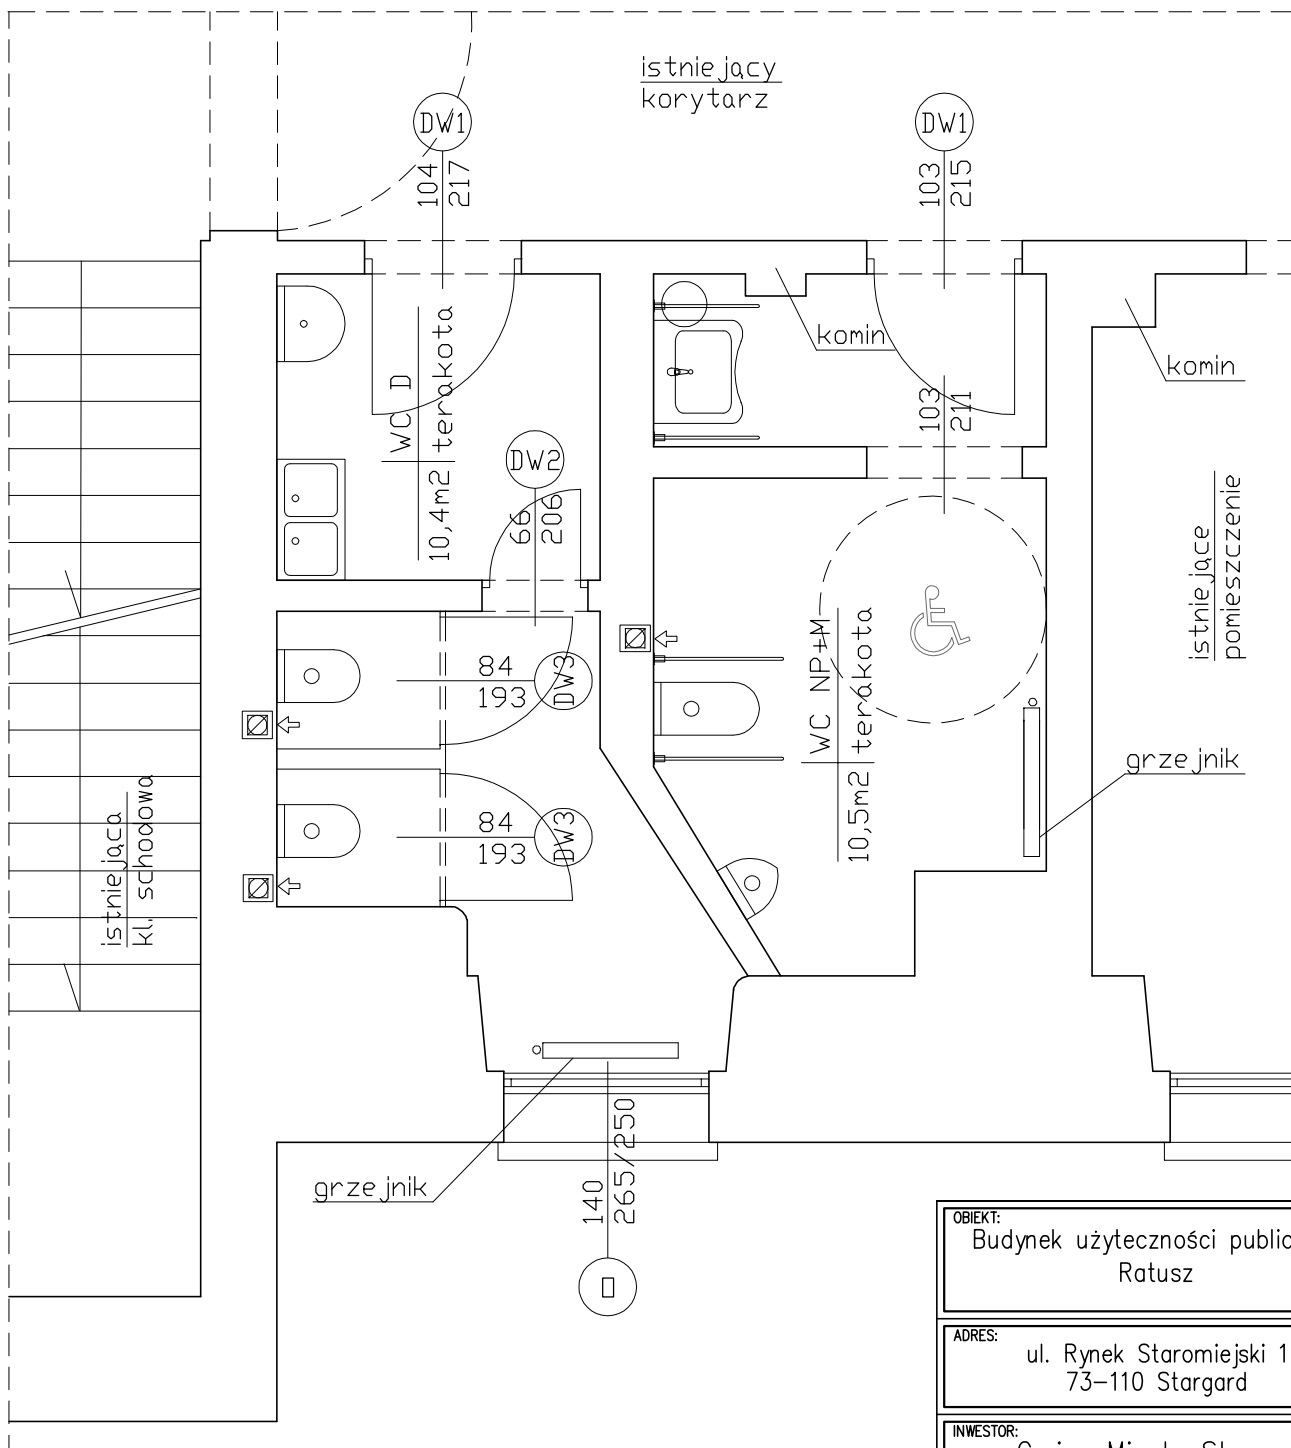 istniejący
korytarz
DW1
104
217
DW1
103
215
komin
komin
WC D
10,4m2 terakota
DW2
66
206
103
211
istniejące
pomieszczenie
84
193
DW3
84
193
DW3
WC NP+M
10,5m2 terakota
grzejnik
istniejąca
kl. schodowa
grzejnik
140
265/250
OBIEKT:
Budynek użyteczności public
Ratusz
ADRES:
ul. Rynek Staromiejski 1
73-110 Stargard
INWESTOR: